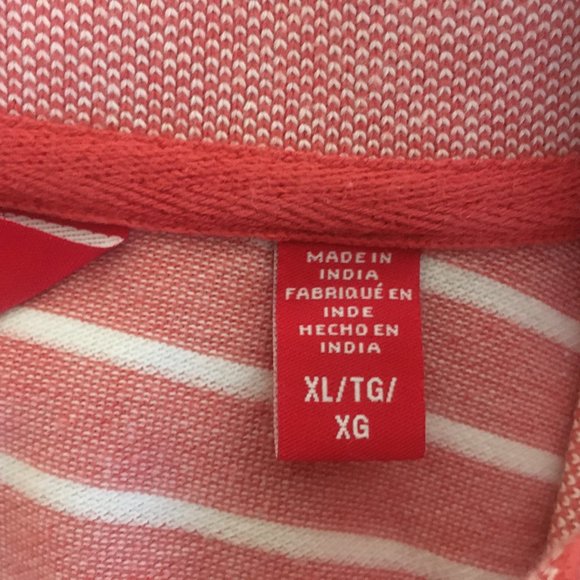 MADE IN
INDIA
FABRIQUÉ EN
INDE
HECHO EN
INDIA
XL/TG/
XG